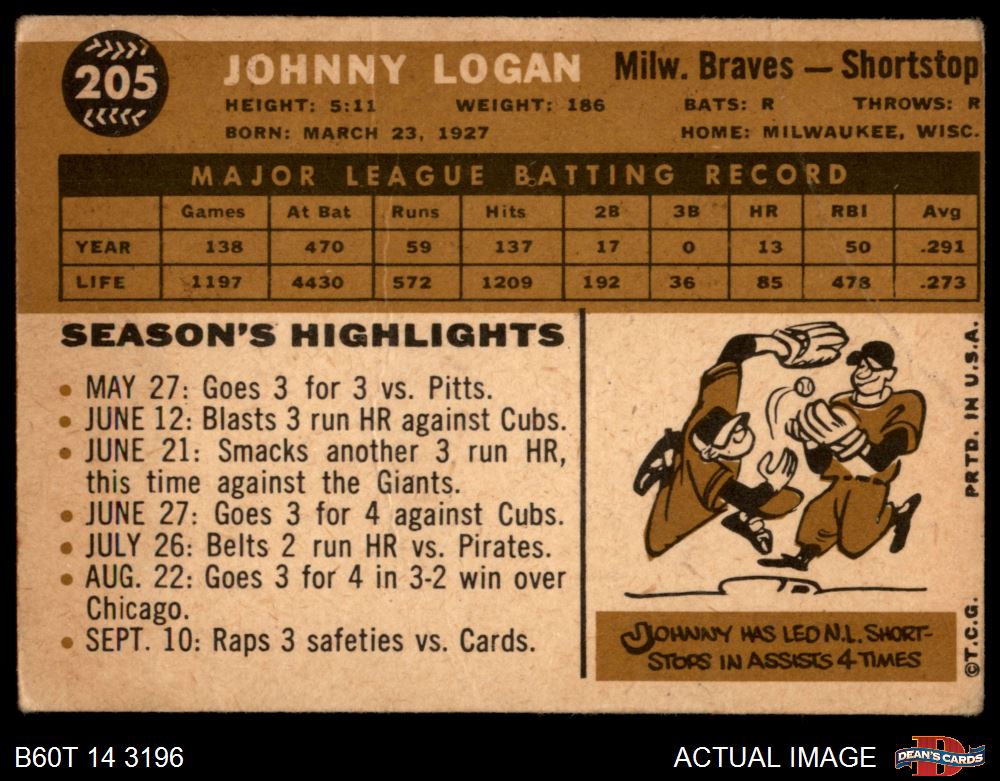 205
JOHNNY LOGAN Milw. Braves — Shortstop
HEIGHT: 5:11 WEIGHT: 186 BATS: R THROWS: R
BORN: MARCH 23, 1927 HOME: MILWAUKEE, WISC.
MAJOR LEAGUE BATTING RECORD
Games At Bat Runs Hits 2B 3B HR RBI Avg
YEAR 138 470 59 137 17 0 13 50 .291
LIFE 1197 4430 572 1209 192 36 85 478 .273
SEASON'S HIGHLIGHTS
• MAY 27: Goes 3 for 3 vs. Pitts.
• JUNE 12: Blasts 3 run HR against Cubs.
• JUNE 21: Smacks another 3 run HR,
this time against the Giants.
• JUNE 27: Goes 3 for 4 against Cubs.
• JULY 26: Belts 2 run HR vs. Pirates.
• AUG. 22: Goes 3 for 4 in 3-2 win over
Chicago.
• SEPT. 10: Raps 3 safeties vs. Cards.
JOHNNY HAS LED N.L. SHORT-
STOPS IN ASSISTS 4 TIMES
©T.C.G. PRTD. IN U.S.A.
B60T 14 3196 ACTUAL IMAGE
D
DEAN'S CARDS